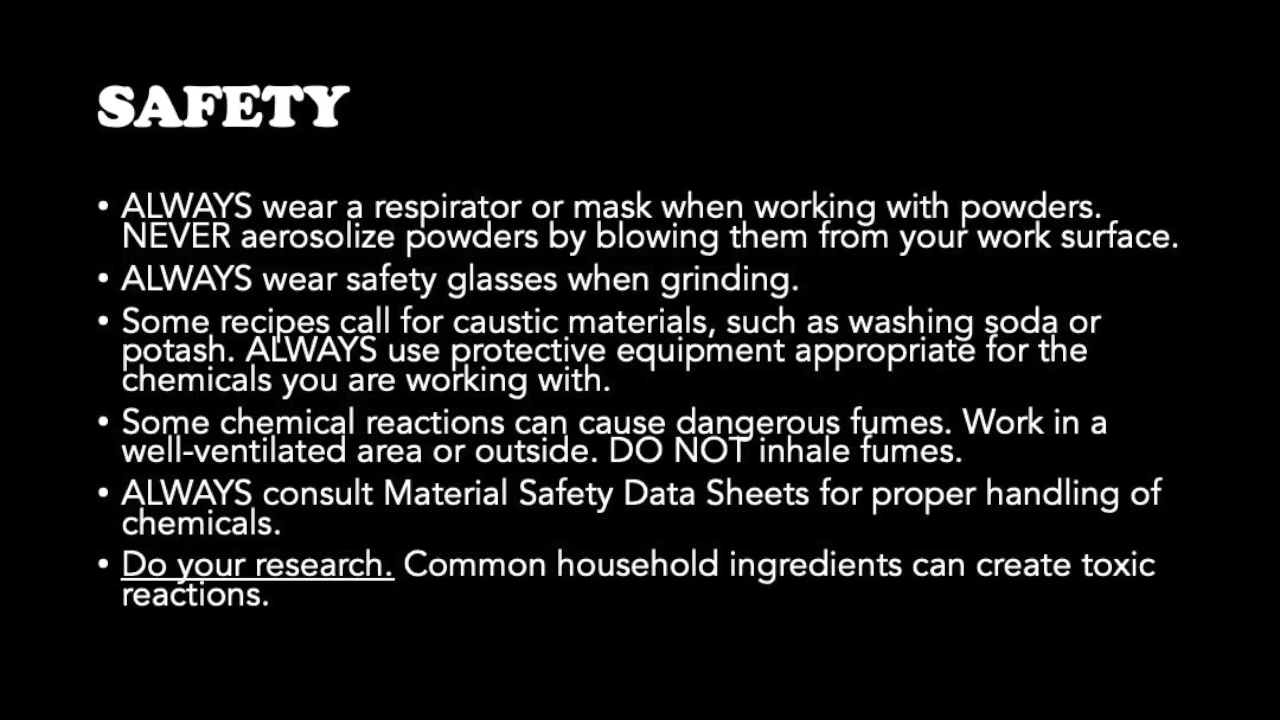 SAFETY
• ALWAYS wear a respirator or mask when working with powders.
NEVER aerosolize powders by blowing them from your work surface.
• ALWAYS wear safety glasses when grinding.
• Some recipes call for caustic materials, such as washing soda or
potash. ALWAYS use protective equipment appropriate for the
chemicals you are working with.
• Some chemical reactions can cause dangerous fumes. Work in a
well-ventilated area or outside. DO NOT inhale fumes.
• ALWAYS consult Material Safety Data Sheets for proper handling of
chemicals.
• Do your research. Common household ingredients can create toxic
reactions.